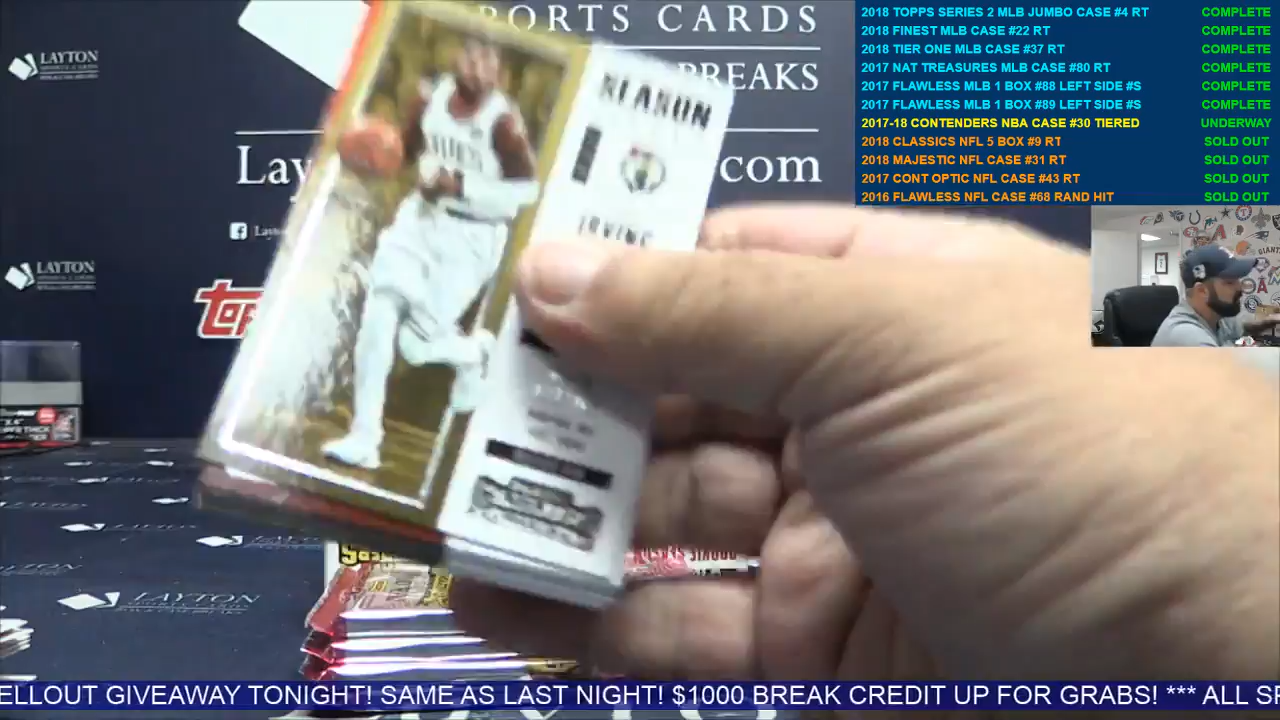 2018 TOPPS SERIES 2 MLB JUMBO CASE #4 RT COMPLETE
2018 FINEST MLB CASE #22 RT COMPLETE
2018 TIER ONE MLB CASE #37 RT COMPLETE
2017 NAT TREASURES MLB CASE #80 RT COMPLETE
2017 FLAWLESS MLB 1 BOX #88 LEFT SIDE #S COMPLETE
2017 FLAWLESS MLB 1 BOX #89 LEFT SIDE #S COMPLETE
2017-18 CONTENDERS NBA CASE #30 TIERED UNDERWAY
2018 CLASSICS NFL 5 BOX #9 RT SOLD OUT
2018 MAJESTIC NFL CASE #31 RT SOLD OUT
2017 CONT OPTIC NFL CASE #43 RT SOLD OUT
2016 FLAWLESS NFL CASE #68 RAND HIT SOLD OUT
PORTS CARDS
BREAKS
Lay
com
LAYTON
LAYTON
SEASON
IRVING
LAYTON
ELLOUT GIVEAWAY TONIGHT! SAME AS LAST NIGHT! $1000 BREAK CREDIT UP FOR GRABS! *** ALL SP